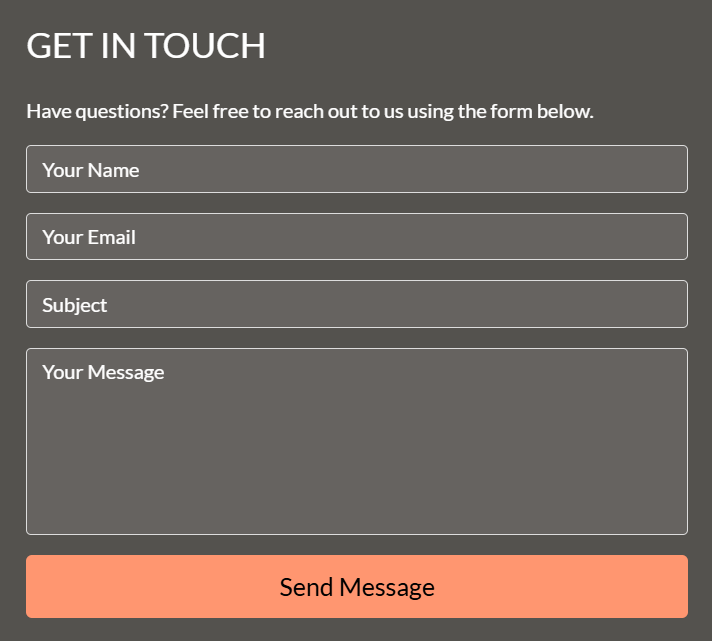 GET IN TOUCH
Have questions? Feel free to reach out to us using the form below.
Your Name
Your Email
Subject
Your Message
Send Message